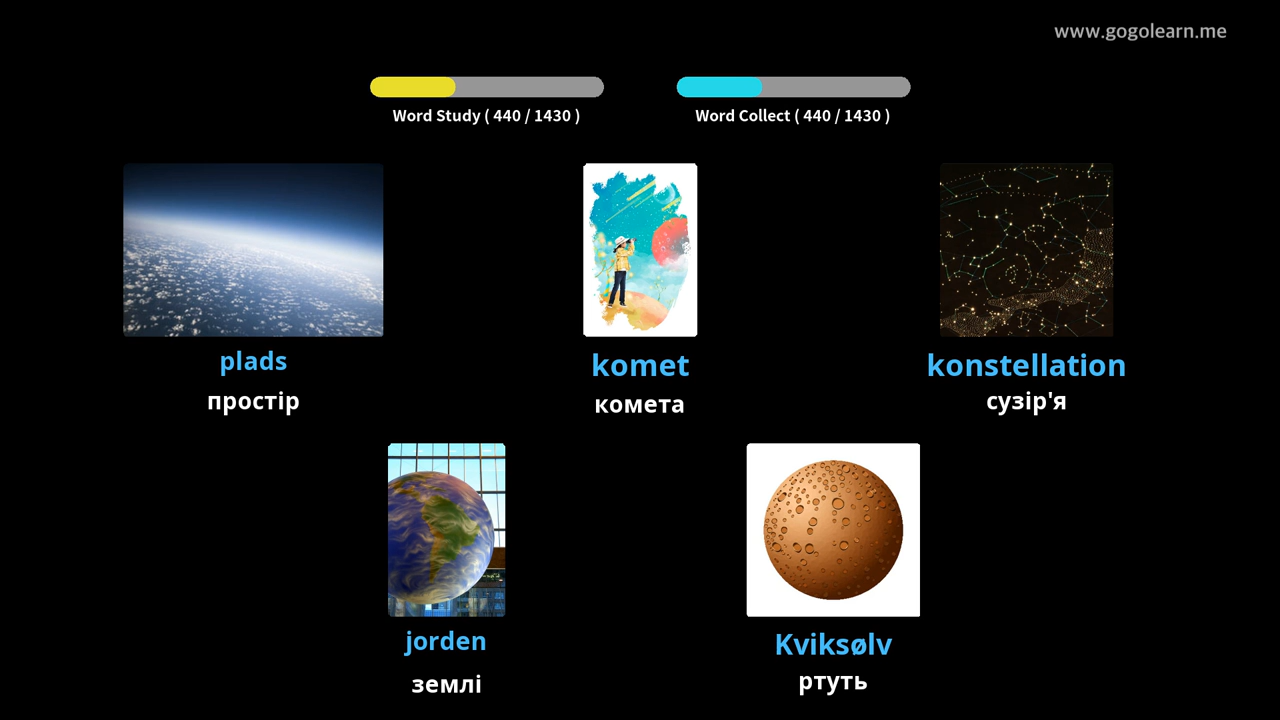 www.gogolearn.me
Word Study ( 440 / 1430 )
Word Collect ( 440 / 1430 )
plads
простір
komet
комета
konstellation
сузір'я
jorden
землі
Kviksølv
ртуть